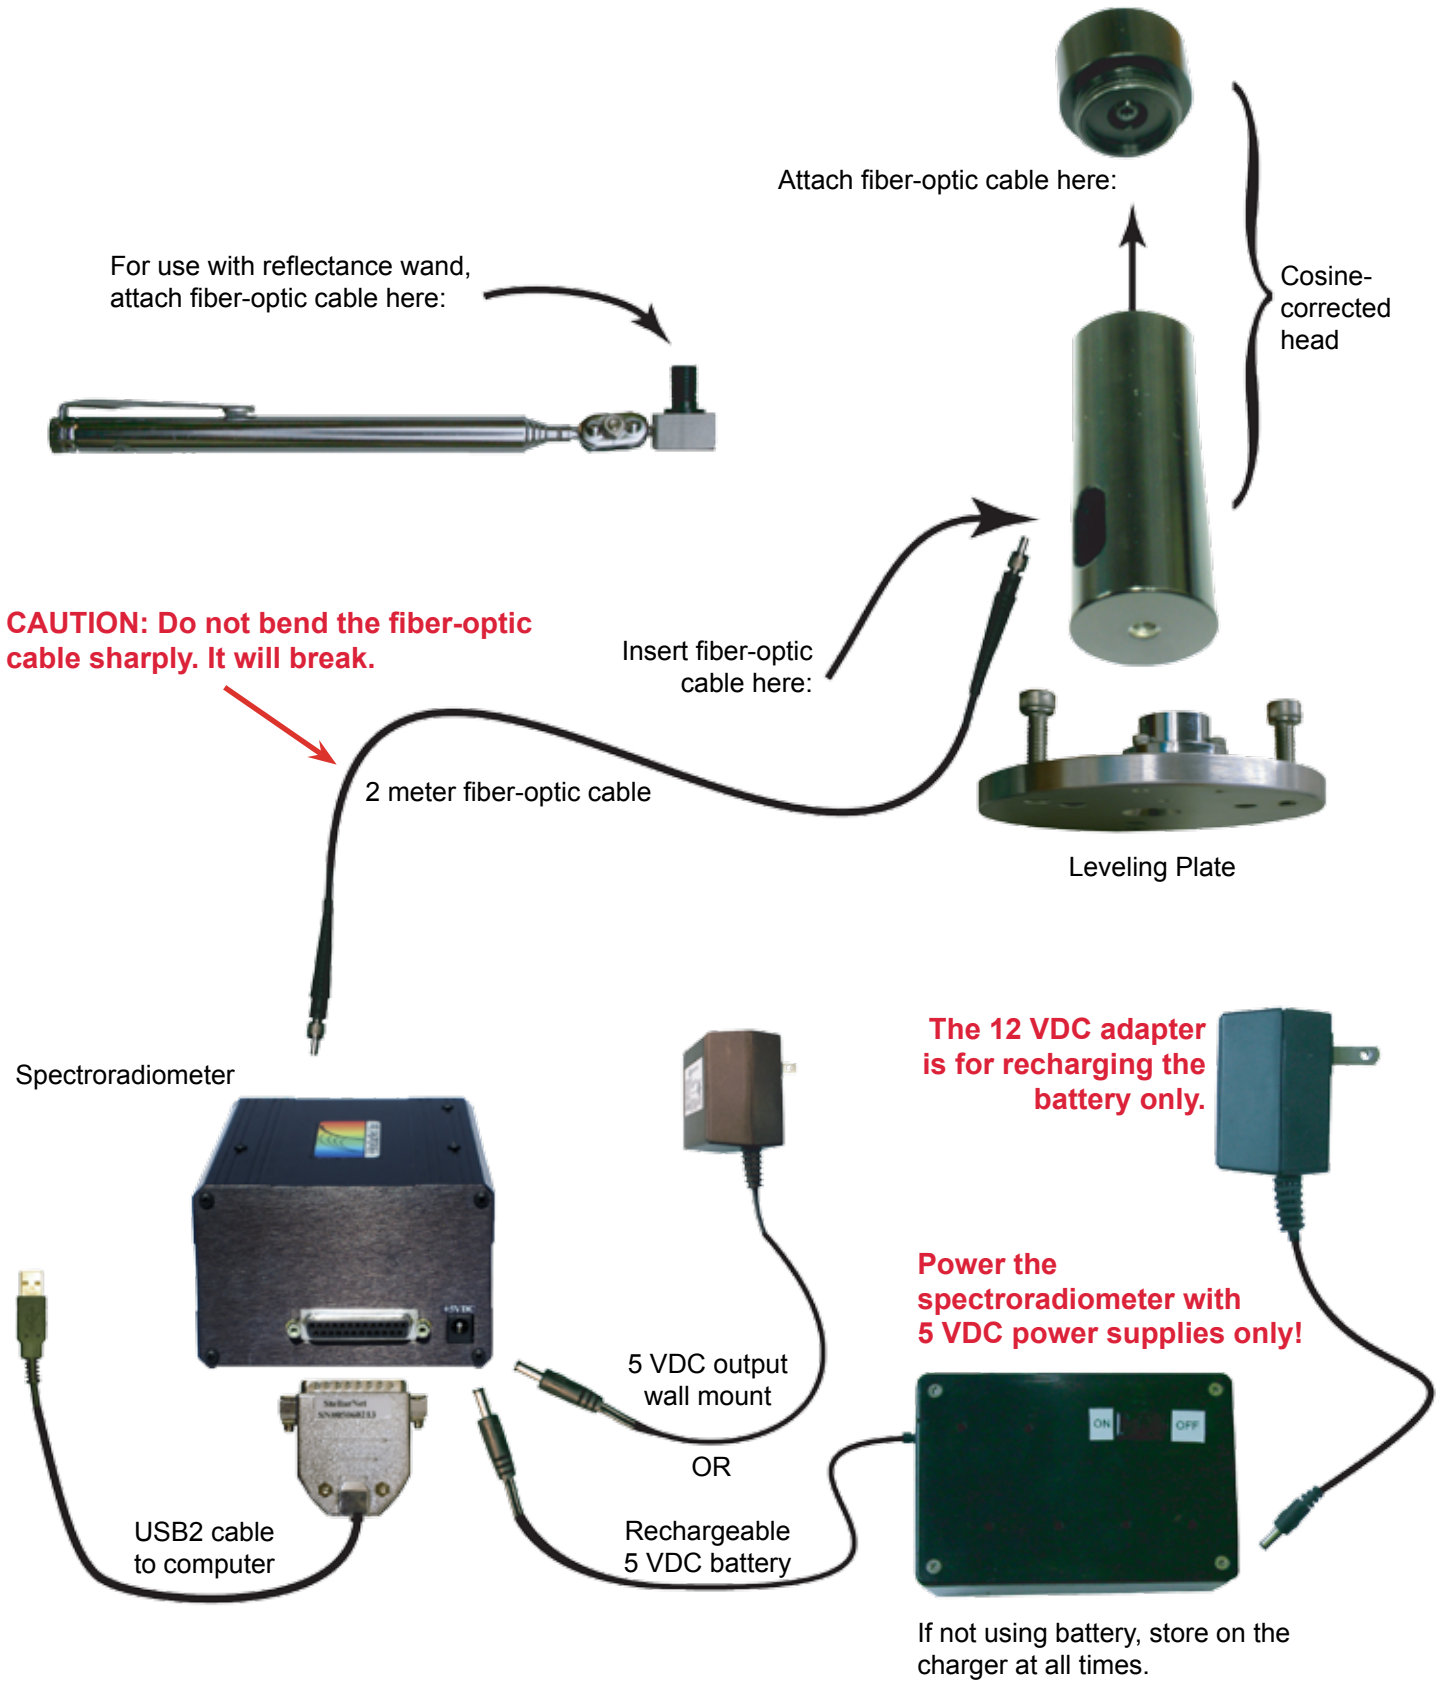 Attach fiber-optic cable here:
For use with reflectance wand,
attach fiber-optic cable here:
Cosine-
corrected
head
CAUTION: Do not bend the fiber-optic
cable sharply. It will break.
Insert fiber-optic
cable here:
2 meter fiber-optic cable
Leveling Plate
The 12 VDC adapter
is for recharging the
battery only.
Spectroradiometer
Power the
spectroradiometer with
5 VDC power supplies only!
+5VDC
5 VDC output
wall mount
StellarNet
ON
OFF
OR
USB2 cable
to computer
Rechargeable
5 VDC battery
If not using battery, store on the
charger at all times.